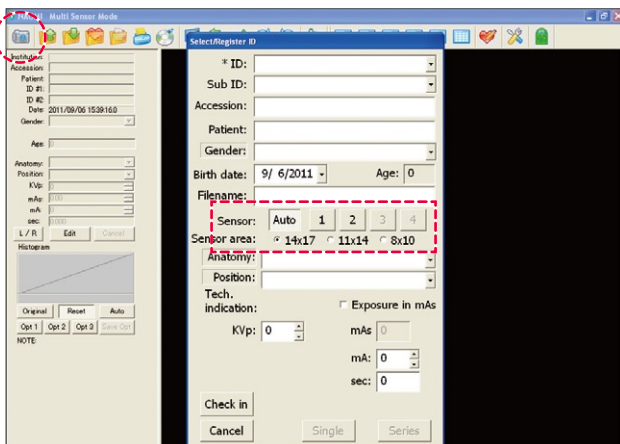 Multi Sensor Mode
Select/Register ID
Institution:
Accession:
Patient:
ID #1:
ID #2:
Date: 2011/09/06 15:39:16.0
Gender:
Age: 0
Anatomy:
Position:
KVp:
mAs: 0.00
mA: 0
sec: 0.000
L / R Edit Cancel
Histogram
Original Reset Auto
Opt 1 Opt 2 Opt 3 Save Opt
NOTE:
* ID:
Sub ID:
Accession:
Patient:
Gender:
Birth date: 9/ 6/2011 Age: 0
Filename:
Sensor: Auto 1 2 3 4
Sensor area: 14x17 11x14 8x10
Anatomy:
Position:
Tech.
indication: Exposure in mAs
KVp: 0 mAs 0
mA: 0
sec: 0
Check in
Cancel Single Series